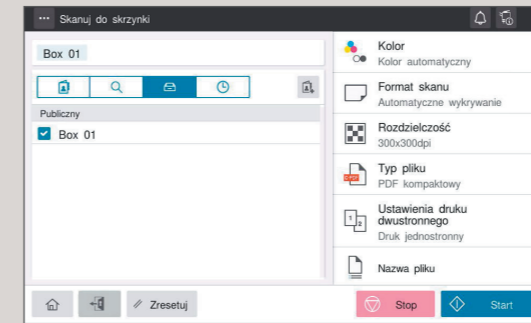 Skanuj do skrzynki
Box 01
Publiczny
Box 01
Zresetuj
Kolor
Kolor automatyczny
Format skanu
Automatyczne wykrywanie
Rozdzielczość
300x300dpi
Typ pliku
PDF kompaktowy
Ustawienia druku
dwustronnego
Druk jednostronny
Nazwa pliku
Stop
Start